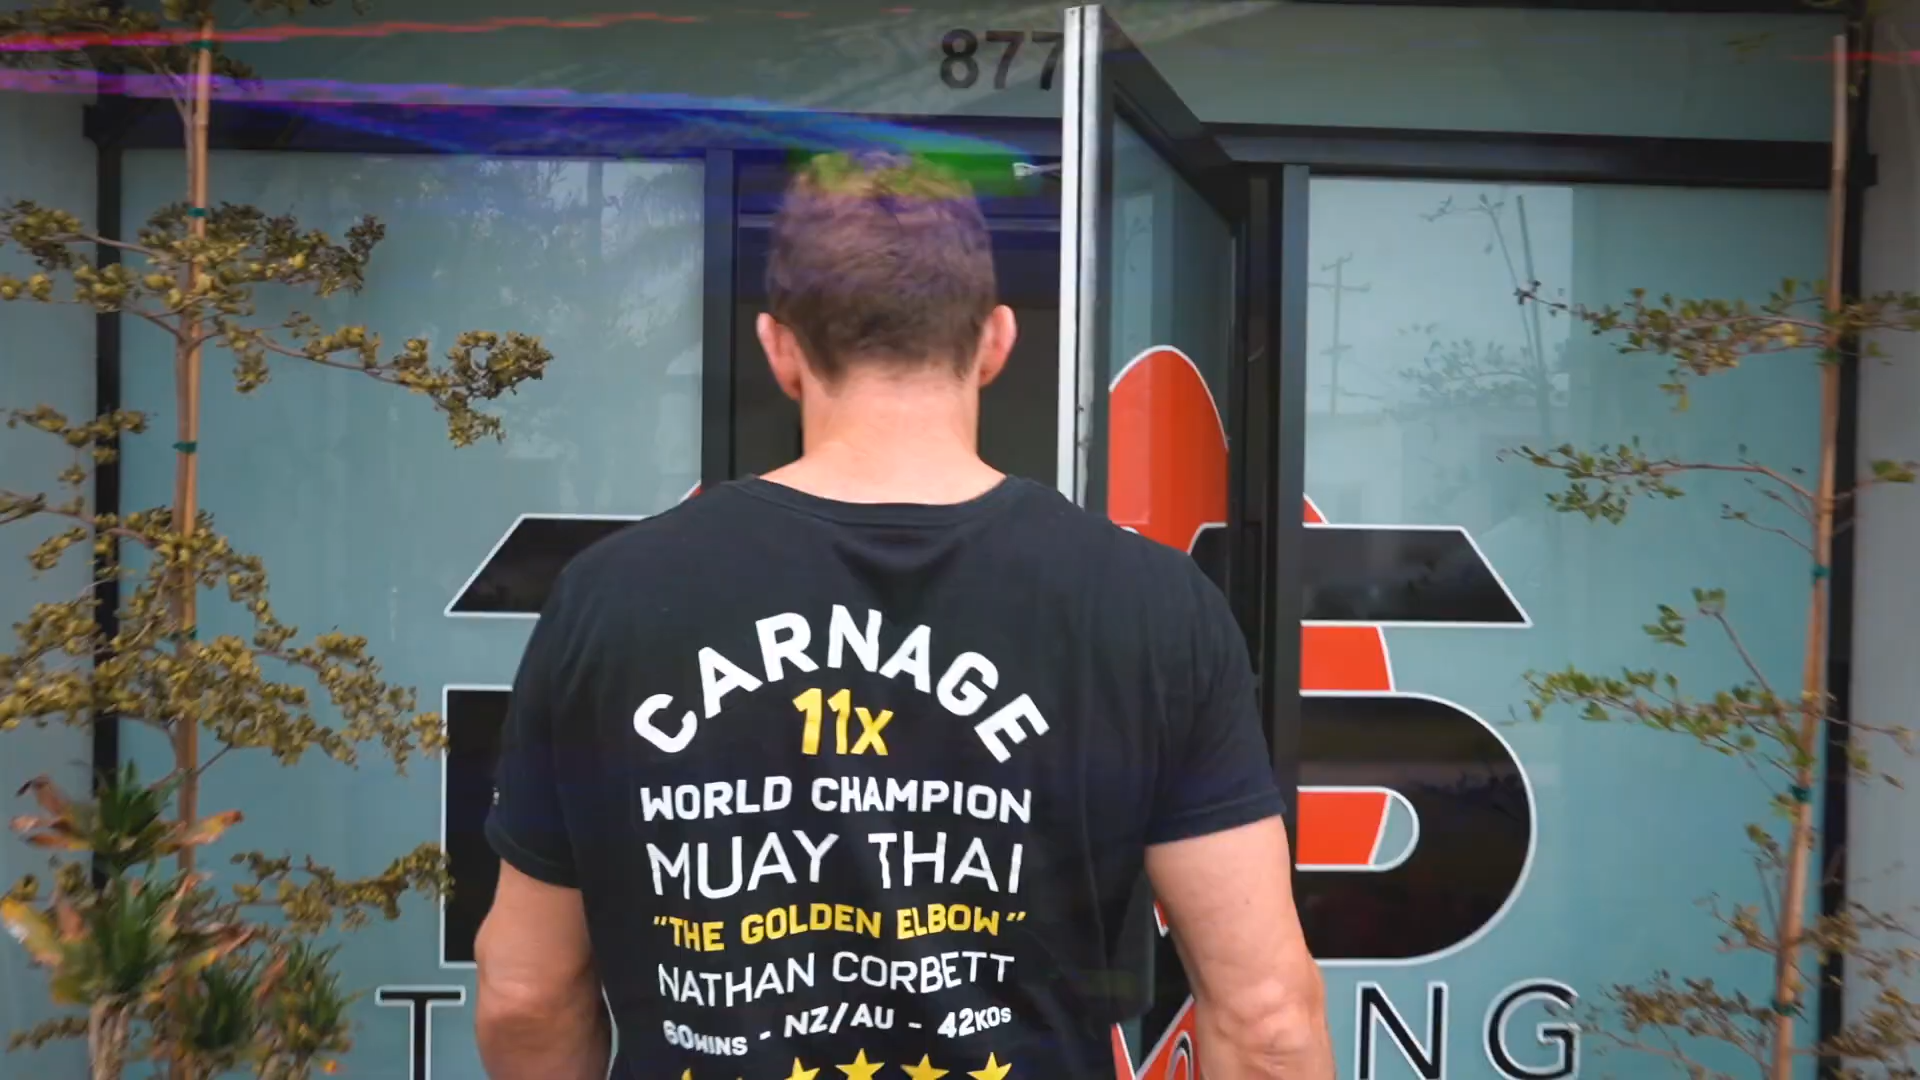 877
CARNAGE
11x
WORLD CHAMPION
MUAY THAI
"THE GOLDEN ELBOW"
NATHAN CORBETT
60WINS - NZ/AU - 42KOs